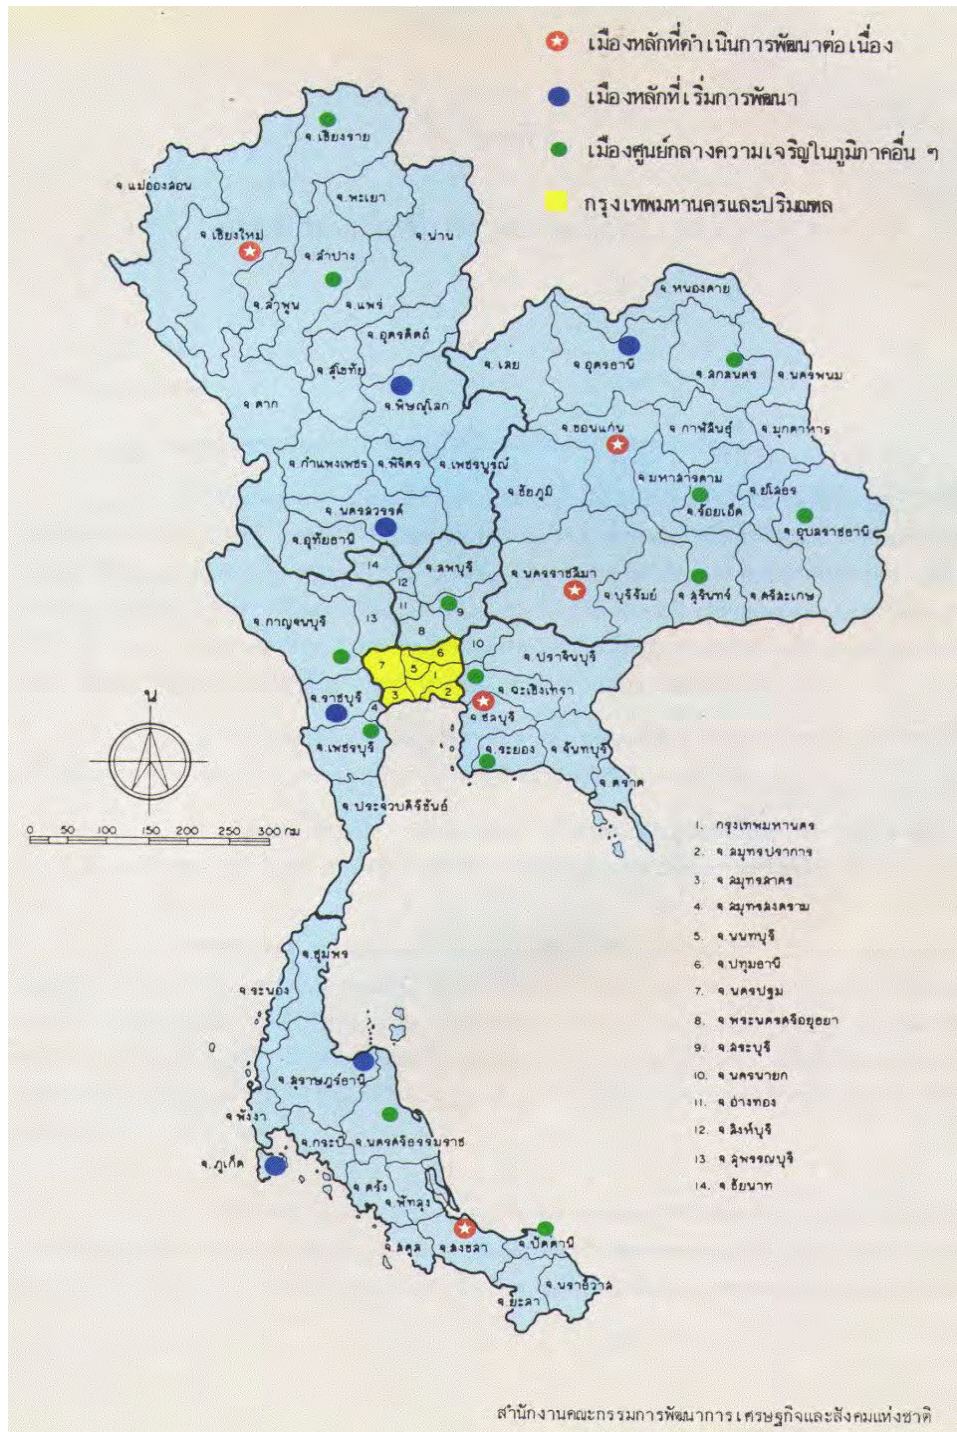 เมืองหลักที่ดำเนินการพัฒนาต่อเนื่อง
เมืองหลักที่เริ่มการพัฒนา
เมืองศูนย์กลางความเจริญในภูมิภาคอื่น ๆ
กรุงเทพมหานครและปริมณฑล
จ.เชียงราย
จ.แม่ฮ่องสอน
จ.พะเยา
จ.เชียงใหม่
จ.น่าน
จ.ลำปาง
จ.ลำพูน
จ.แพร่
จ.หนองคาย
จ.อุตรดิตถ์
จ.เลย
จ.อุดรธานี
จ.สกลนคร
จ.นครพนม
จ.สุโขทัย
จ.ตาก
จ.พิษณุโลก
จ.ขอนแก่น
จ.กาฬสินธุ์
จ.มุกดาหาร
จ.กำแพงเพชร
จ.พิจิตร
จ.เพชรบูรณ์
จ.ชัยภูมิ
จ.มหาสารคาม
จ.ยโสธร
จ.ร้อยเอ็ด
จ.อุบลราชธานี
จ.นครสวรรค์
จ.อุทัยธานี
14
จ.ลพบุรี
12
จ.นครราชสีมา
จ.บุรีรัมย์
จ.สุรินทร์
จ.ศรีสะเกษ
11
9
จ.กาญจนบุรี
13
8
10
6
จ.ปราจีนบุรี
7
5
1
จ.ฉะเชิงเทรา
3
2
จ.ราชบุรี
4
จ.ชลบุรี
จ.เพชรบุรี
จ.ระยอง
จ.จันทบุรี
จ.ตราด
น
จ.ประจวบคีรีขันธ์
0 50 100 150 200 250 300 กม
1. กรุงเทพมหานคร
2. จ.สมุทรปราการ
3. จ.สมุทรสาคร
4. จ.สมุทรสงคราม
5. จ.นนทบุรี
6. จ.ปทุมธานี
7. จ.นครปฐม
8. จ.พระนครศรีอยุธยา
9. จ.สระบุรี
10. จ.นครนายก
11. จ.อ่างทอง
12. จ.สิงห์บุรี
13. จ.สุพรรณบุรี
14. จ.ชัยนาท
จ.ชุมพร
จ.ระนอง
จ.สุราษฎร์ธานี
จ.พังงา
จ.กระบี่
จ.นครศรีธรรมราช
จ.ภูเก็ต
จ.ตรัง
จ.พัทลุง
จ.สตูล
จ.สงขลา
จ.ปัตตานี
จ.นราธิวาส
จ.ยะลา
สำนักงานคณะกรรมการพัฒนาการเศรษฐกิจและสังคมแห่งชาติ